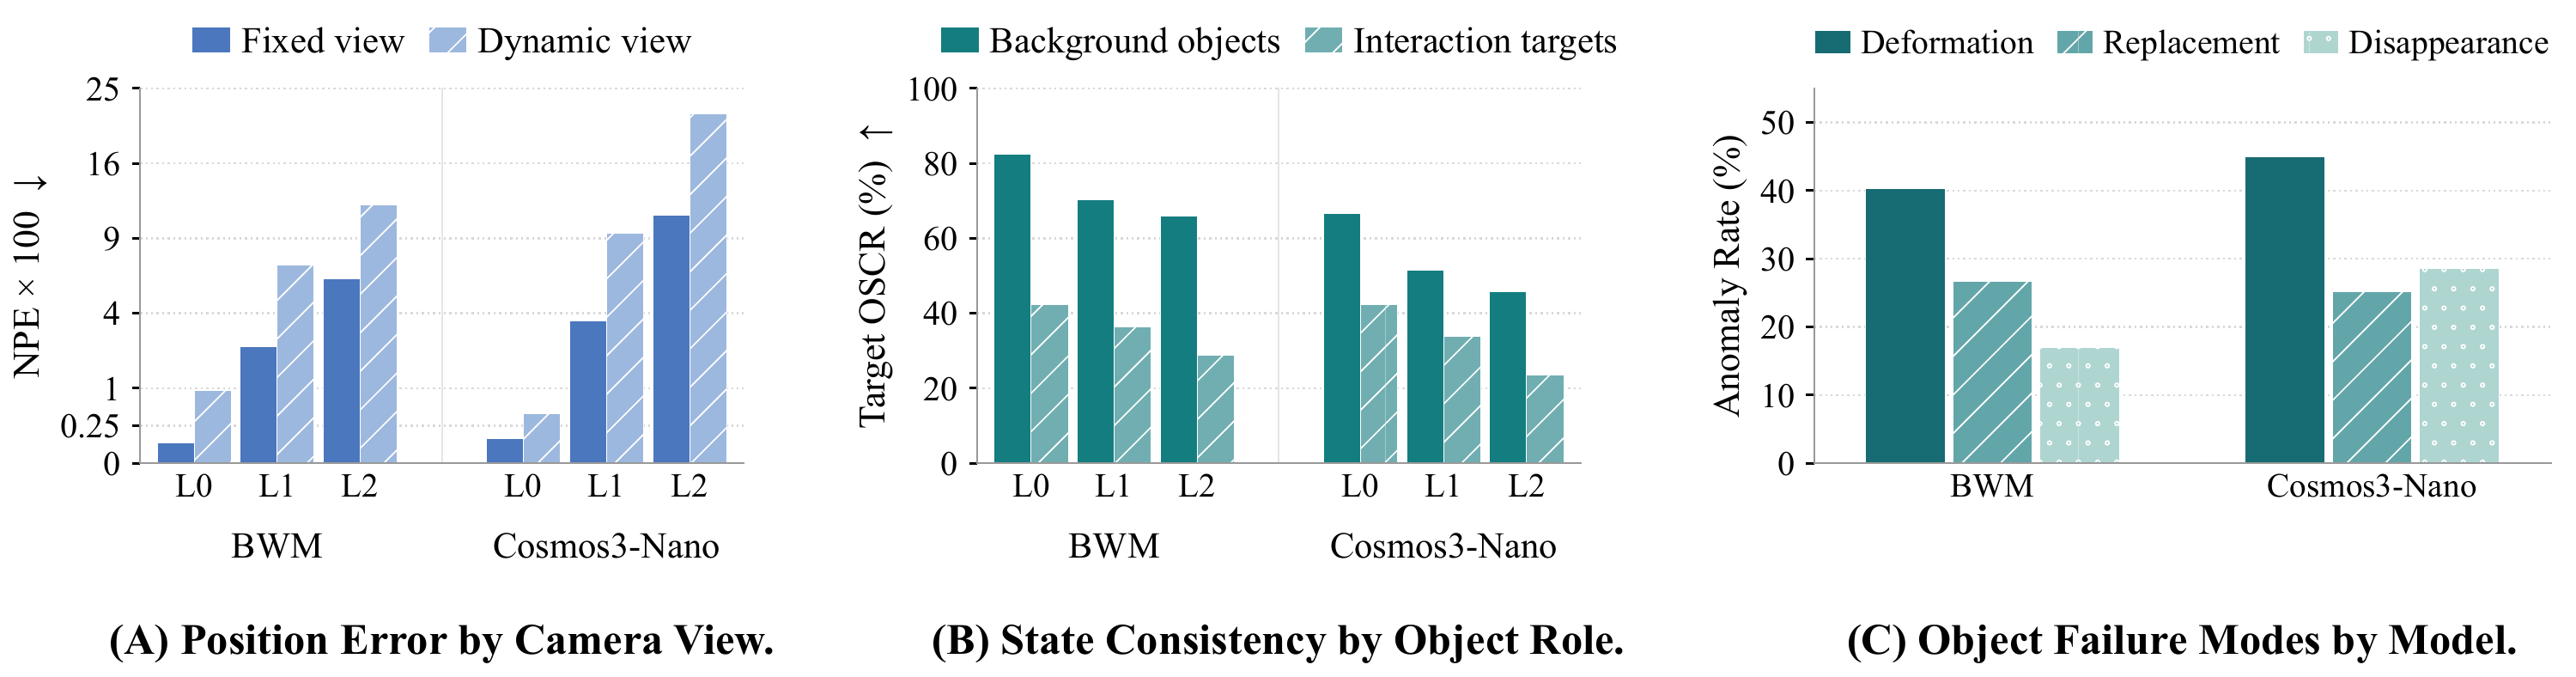 Fixed view Dynamic view
NPE × 100 ↓
25
16
9
4
1
0.25
0
L0 L1 L2 L0 L1 L2
BWM Cosmos3-Nano
(A) Position Error by Camera View.
Background objects Interaction targets
Target OSCR (%) ↑
100
80
60
40
20
0
L0 L1 L2 L0 L1 L2
BWM Cosmos3-Nano
(B) State Consistency by Object Role.
Deformation Replacement Disappearance
Anomaly Rate (%)
50
40
30
20
10
0
BWM Cosmos3-Nano
(C) Object Failure Modes by Model.